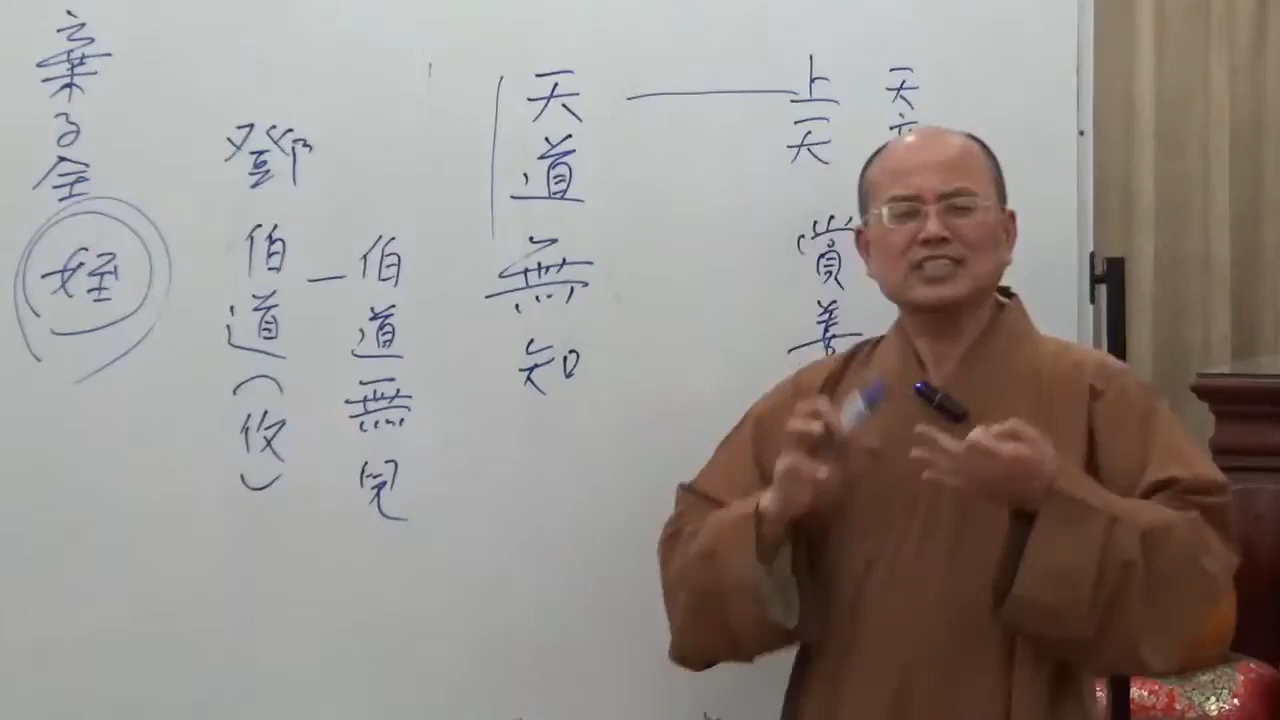 天
上天賞善
天道無知
伯道無兒
鄧伯道(攸)
棄子全姪